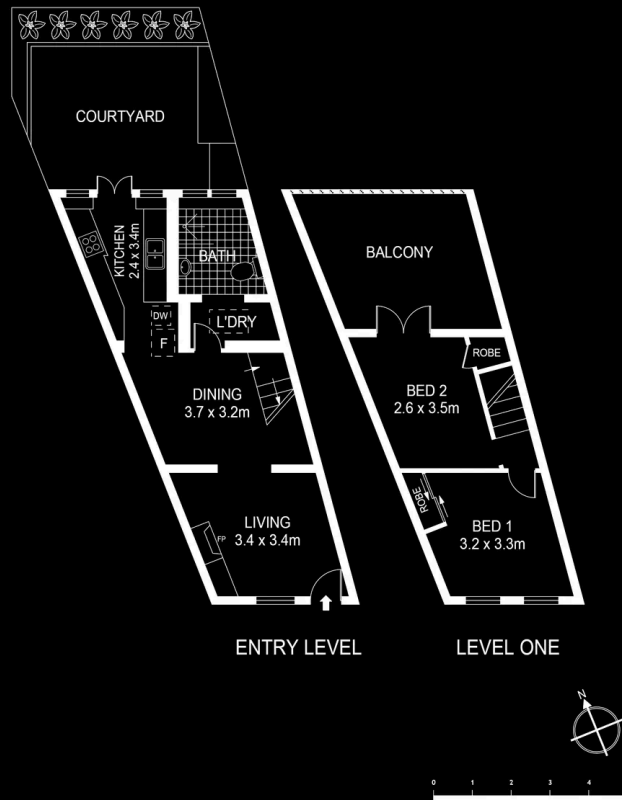 COURTYARD
KITCHEN
2.4 x 3.4m
BATH
BALCONY
DW
L'DRY
F
ROBE
DINING
3.7 x 3.2m
BED 2
2.6 x 3.5m
ROBE
LIVING
3.4 x 3.4m
FP
BED 1
3.2 x 3.3m
ENTRY LEVEL
LEVEL ONE
N
0 1 2 3 4